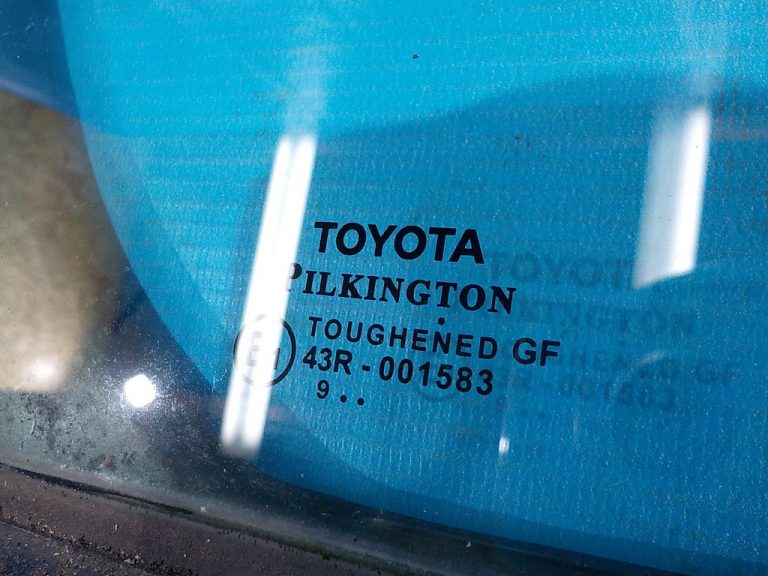 TOYOTA
PILKINGTON
TOUGHENED GF
E1 43R - 001583
9 . .